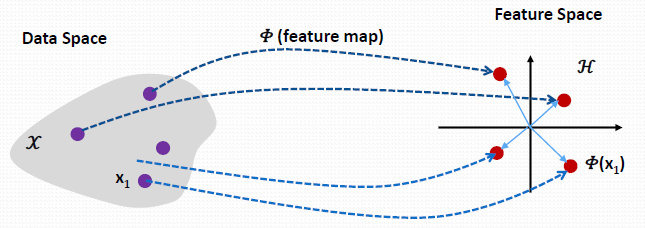 Feature Space
Data Space
Φ (feature map)
ℋ
𝒳
x₁
Φ(x₁)